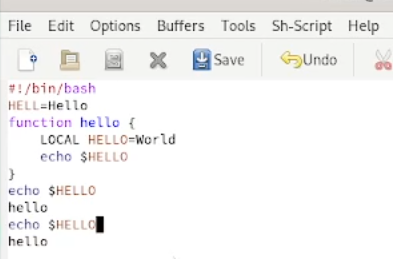 File Edit Options Buffers Tools Sh-Script Help
Save Undo
#!/bin/bash
HELL=Hello
function hello {
    LOCAL HELLO=World
    echo $HELLO
}
echo $HELLO
hello
echo $HELLO
hello